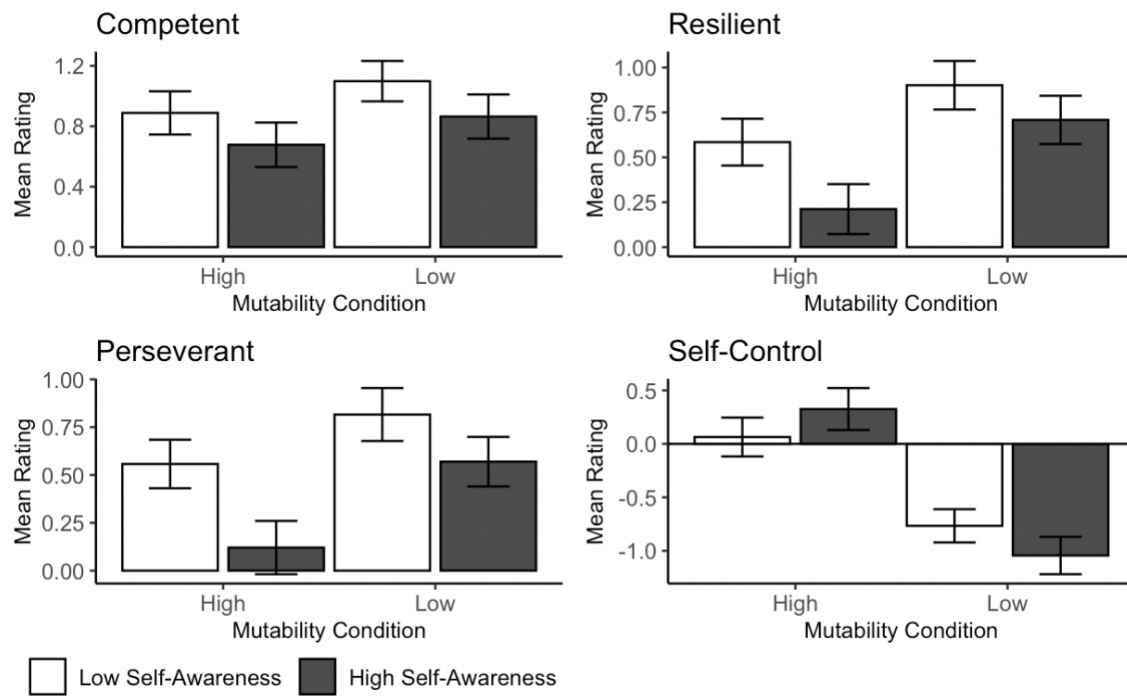 Competent
Mean Rating
1.2
0.8
0.4
0.0
High
Low
Mutability Condition
Resilient
Mean Rating
1.00
0.75
0.50
0.25
0.00
High
Low
Mutability Condition
Perseverant
Mean Rating
1.00
0.75
0.50
0.25
0.00
High
Low
Mutability Condition
Self-Control
Mean Rating
0.5
0.0
-0.5
-1.0
High
Low
Mutability Condition
Low Self-Awareness
High Self-Awareness